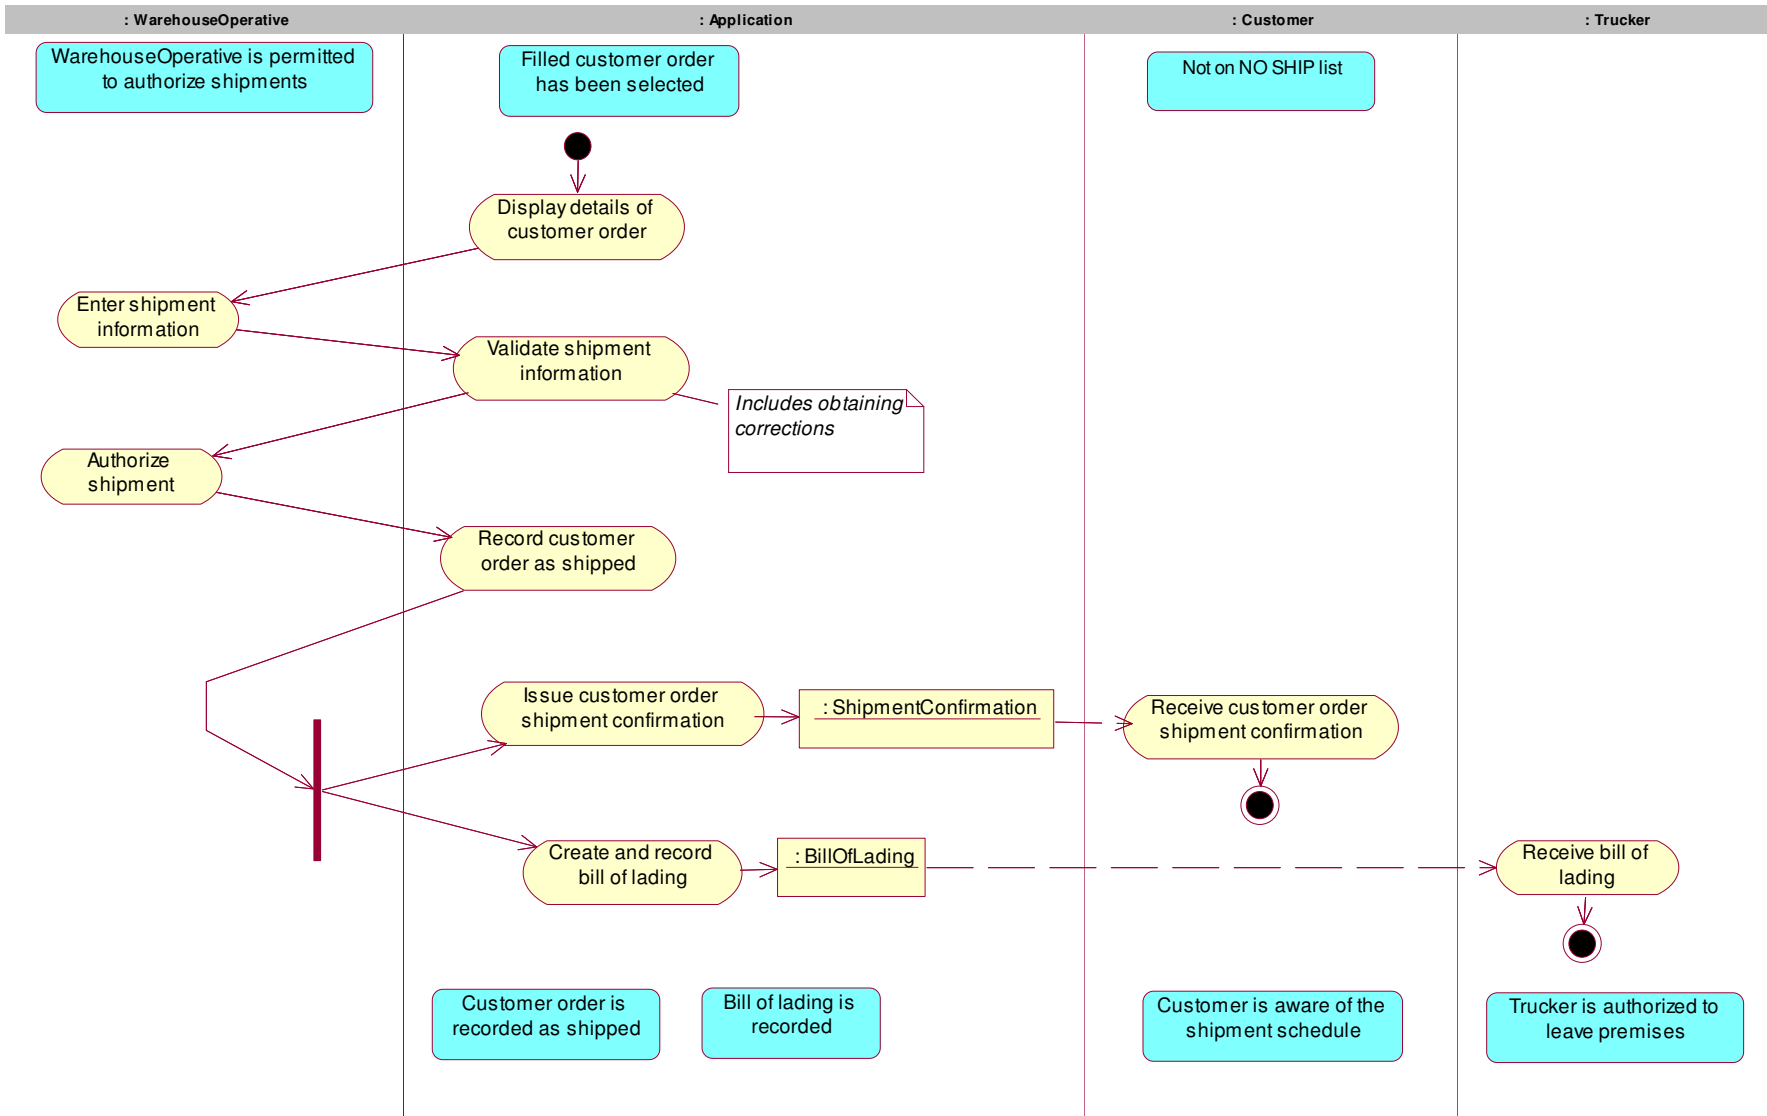 : WarehouseOperative
: Application
: Customer
: Trucker
WarehouseOperative is permitted
to authorize shipments
Filled customer order
has been selected
Not on NO SHIP list
Display details of
customer order
Enter shipment
information
Validate shipment
information
Includes obtaining
corrections
Authorize
shipment
Record customer
order as shipped
Issue customer order
shipment confirmation
: ShipmentConfirmation
Receive customer order
shipment confirmation
Create and record
bill of lading
: BillOfLading
Receive bill of
lading
Customer order is
recorded as shipped
Bill of lading is
recorded
Customer is aware of the
shipment schedule
Trucker is authorized to
leave premises